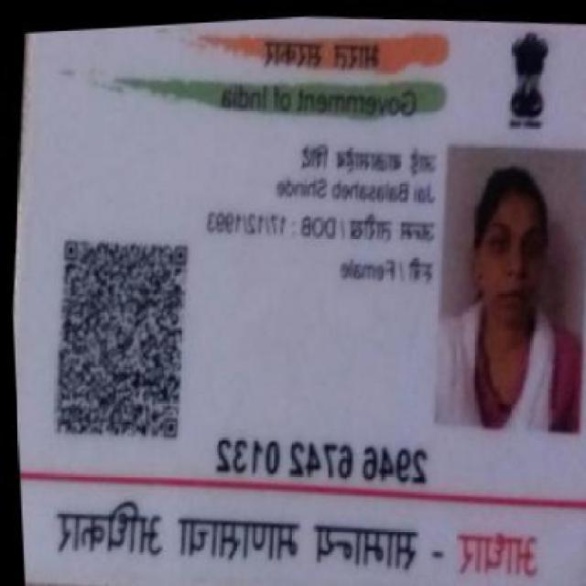 भारत सरकार
Government of India
जाई बाळासाहेब शिंदे
Jai Balasaheb Shinde
जन्म तारीख / DOB : 17/12/1993
स्त्री / Female
2946 6742 0132
आधार - सामान्य माणसाचा अधिकार